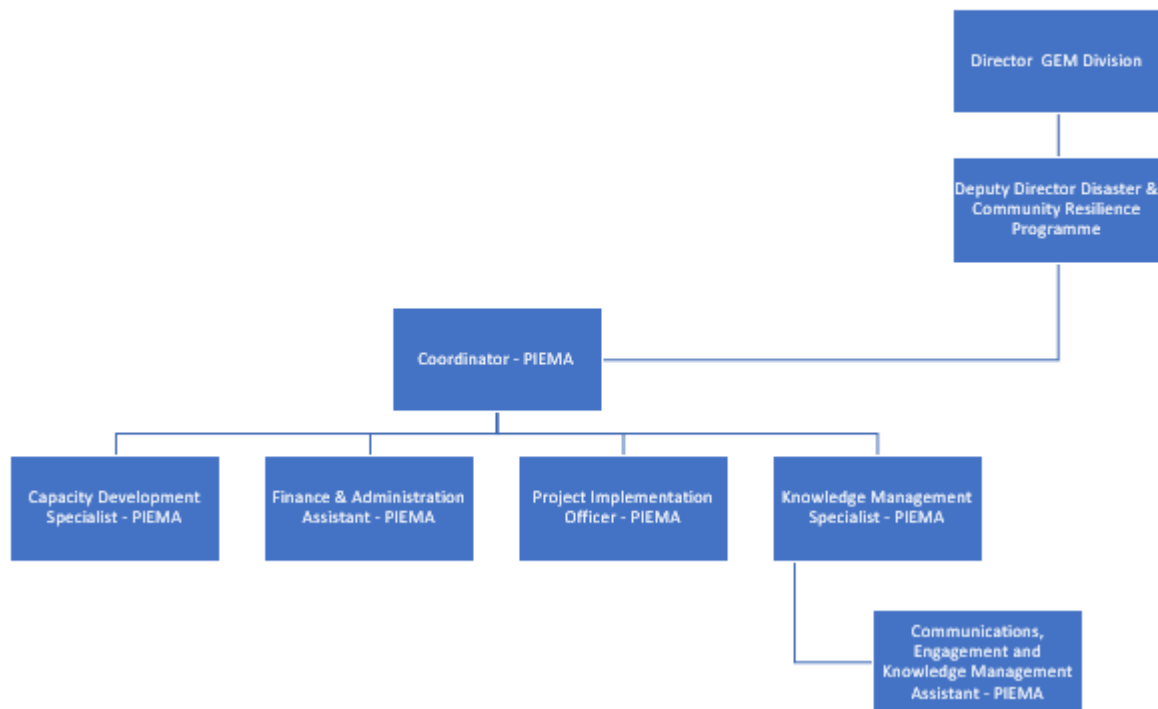 Director  GEM Division
Deputy Director Disaster &
Community Resilience
Programme
Coordinator - PIEMA
Capacity Development
Specialist - PIEMA
Finance & Administration
Assistant - PIEMA
Project Implementation
Officer - PIEMA
Knowledge Management
Specialist - PIEMA
Communications,
Engagement and
Knowledge Management
Assistant - PIEMA